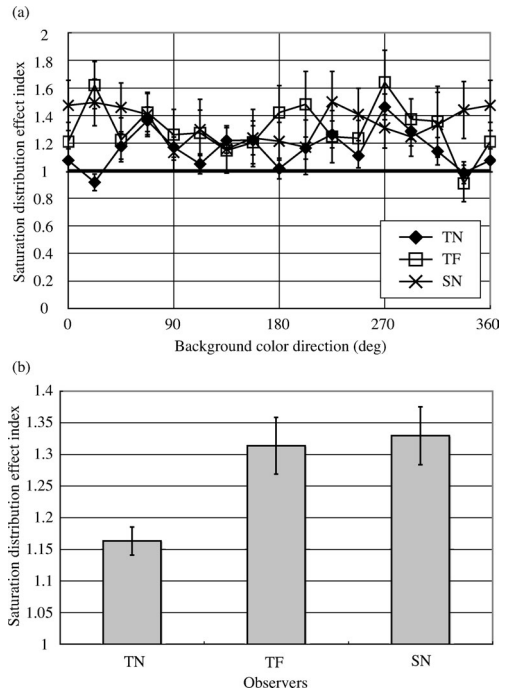 (a)
Saturation distribution effect index
2
1.8
1.6
1.4
1.2
1
0.8
0.6
0.4
0.2
0
TN
TF
SN
0 90 180 270 360
Background color direction (deg)
(b)
Saturation distribution effect index
1.4
1.35
1.3
1.25
1.2
1.15
1.1
1.05
1
TN TF SN
Observers